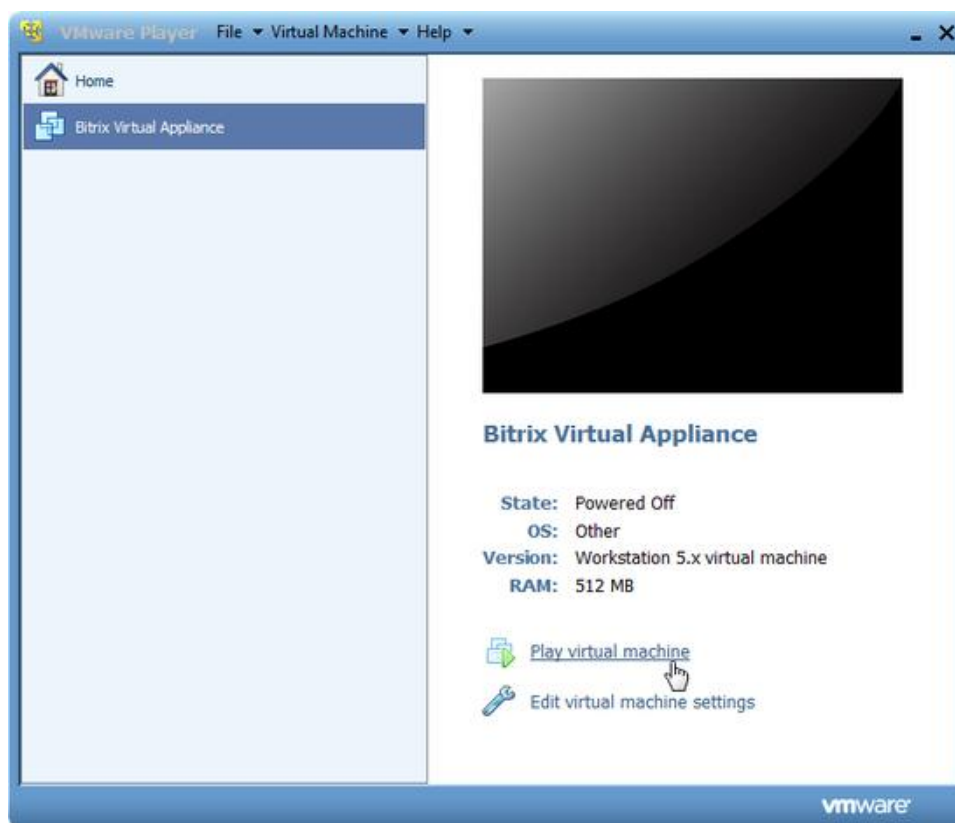 VMware Player File Virtual Machine Help
Home
Bitrix Virtual Appliance
Bitrix Virtual Appliance
State: Powered Off
OS: Other
Version: Workstation 5.x virtual machine
RAM: 512 MB
Play virtual machine
Edit virtual machine settings
vmware